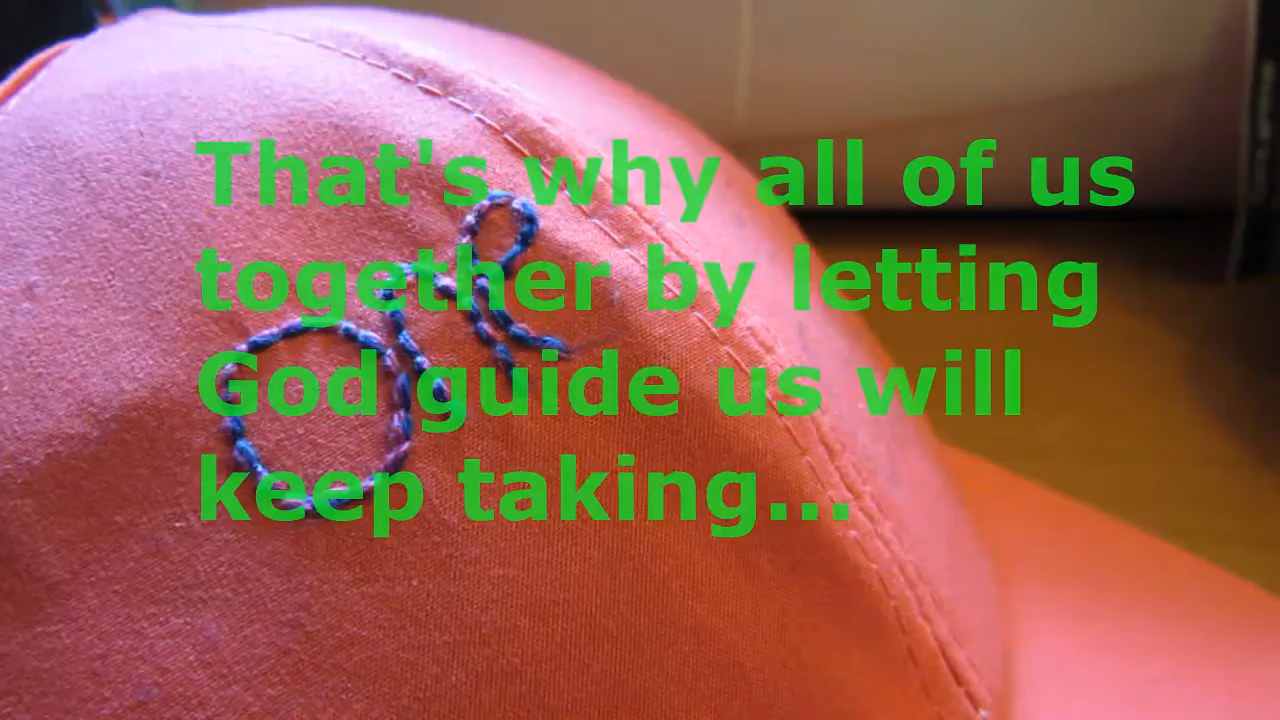 That's why all of us
together by letting
God guide us will
keep taking...